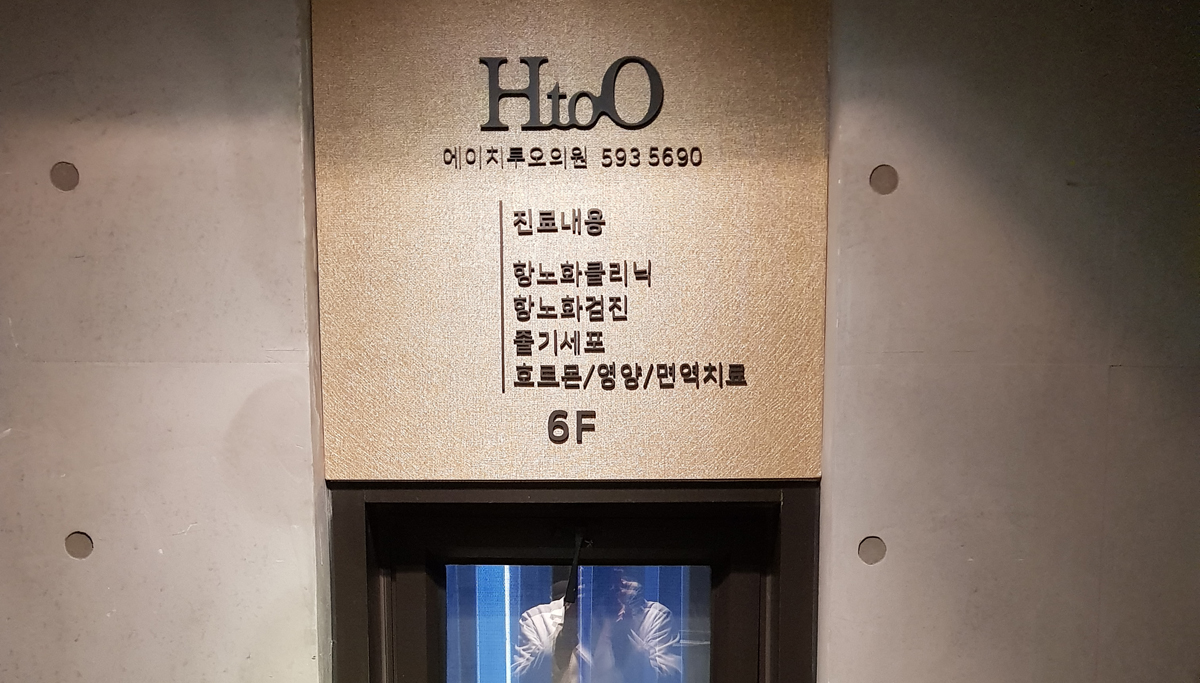 HtoO
에이치투오의원 593 5690
진료내용
항노화클리닉
항노화검진
줄기세포
호르몬/영양/면역치료
6F